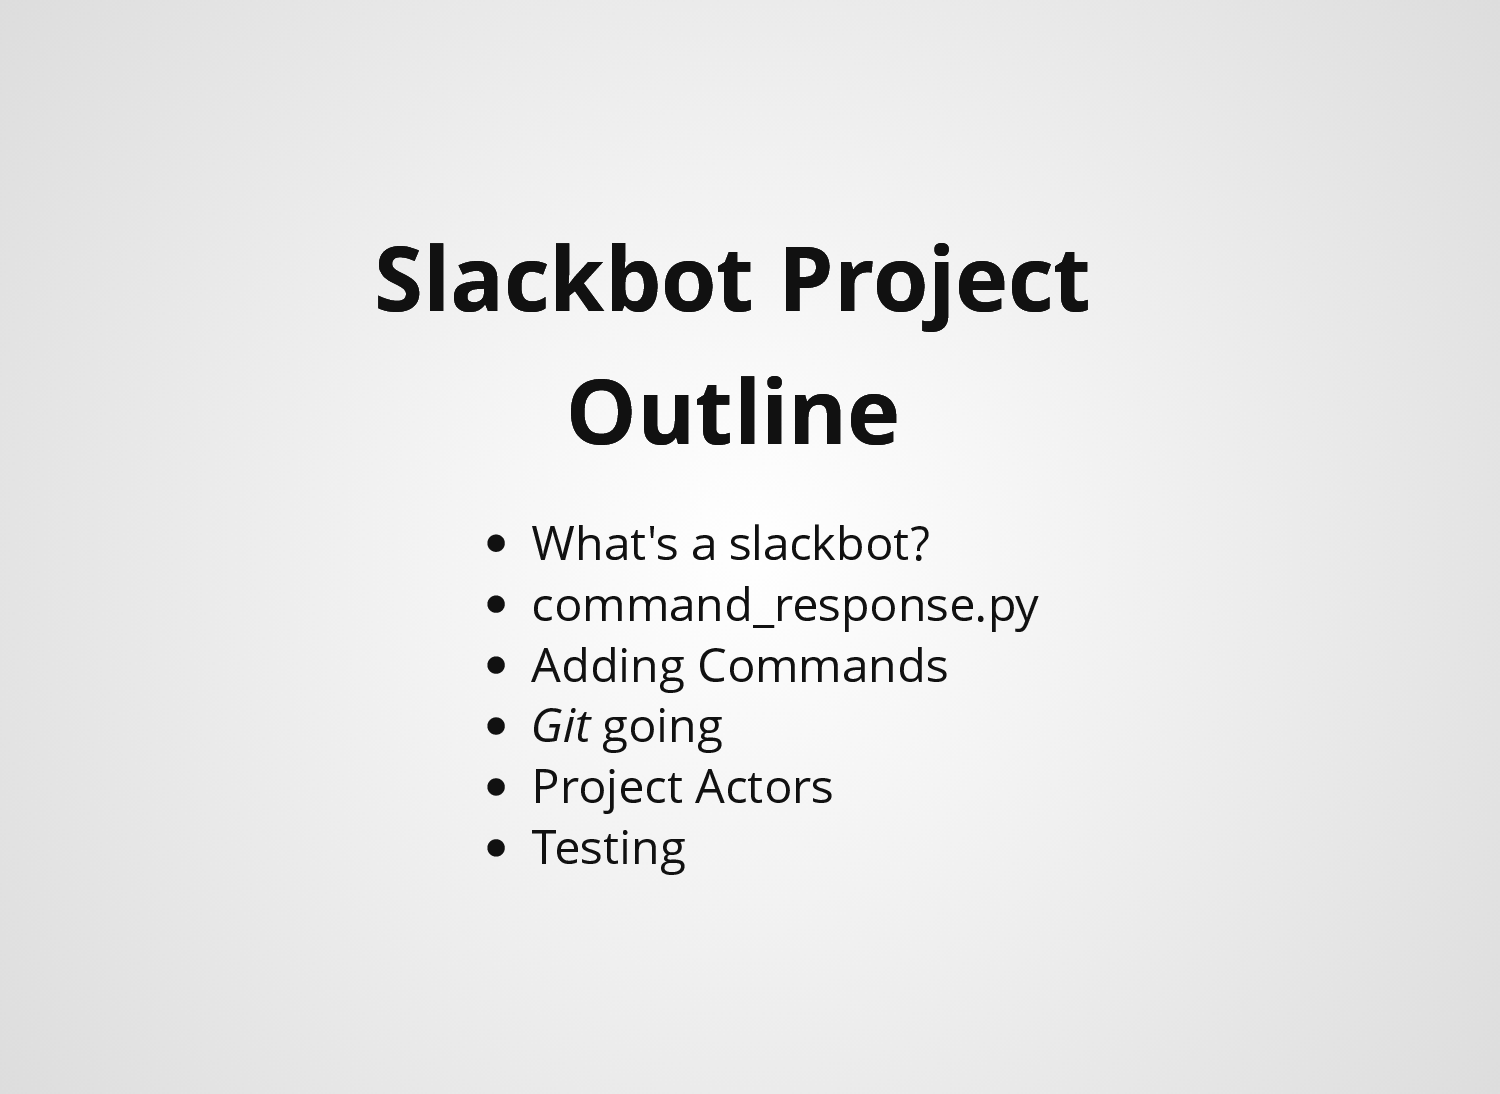 Slackbot Project
Outline
• What's a slackbot?
• command_response.py
• Adding Commands
• Git going
• Project Actors
• Testing